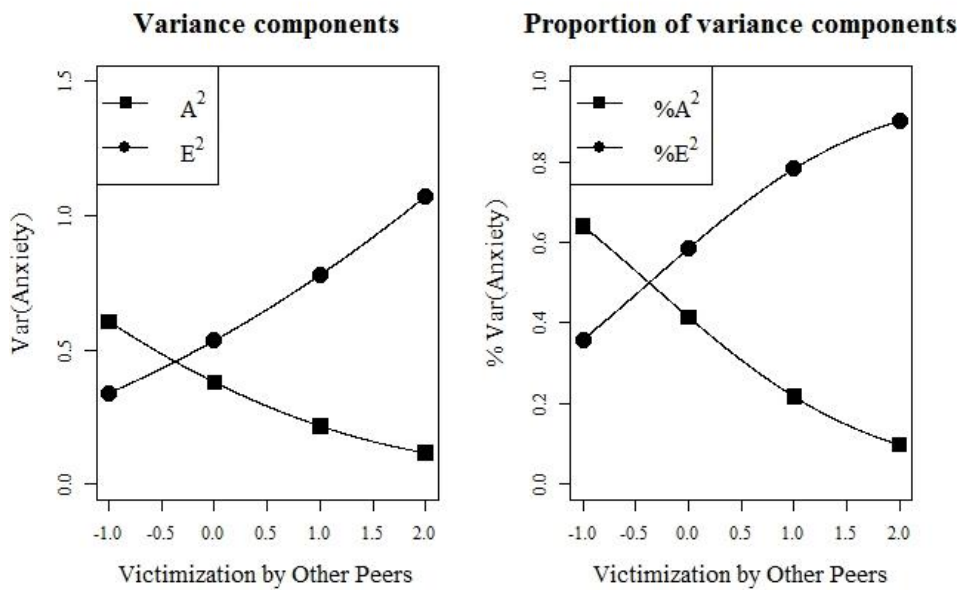 Variance components
Var(Anxiety)
1.5
1.0
0.5
0.0
A²
E²
-1.0 -0.5 0.0 0.5 1.0 1.5 2.0
Victimization by Other Peers
Proportion of variance components
% Var(Anxiety)
1.0
0.8
0.6
0.4
0.2
0.0
%A²
%E²
-1.0 -0.5 0.0 0.5 1.0 1.5 2.0
Victimization by Other Peers